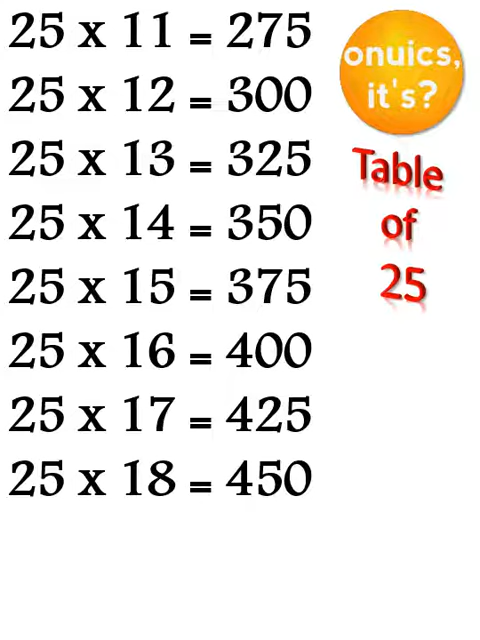 25 x 11 = 275
25 x 12 = 300
25 x 13 = 325
25 x 14 = 350
25 x 15 = 375
25 x 16 = 400
25 x 17 = 425
25 x 18 = 450
onuics,
it's?
Table
of
25